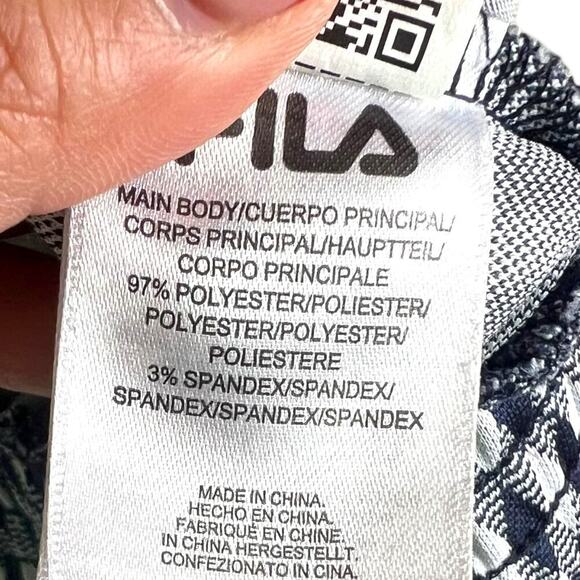 FILA
MAIN BODY/CUERPO PRINCIPAL/
CORPS PRINCIPAL/HAUPTTEIL/
CORPO PRINCIPALE
97% POLYESTER/POLIESTER/
POLYESTER/POLYESTER/
POLIESTERE
3% SPANDEX/SPANDEX/
SPANDEX/SPANDEX/SPANDEX
MADE IN CHINA.
HECHO EN CHINA.
FABRIQUÉ EN CHINE.
IN CHINA HERGESTELLT.
CONFEZIONATO IN CINA.